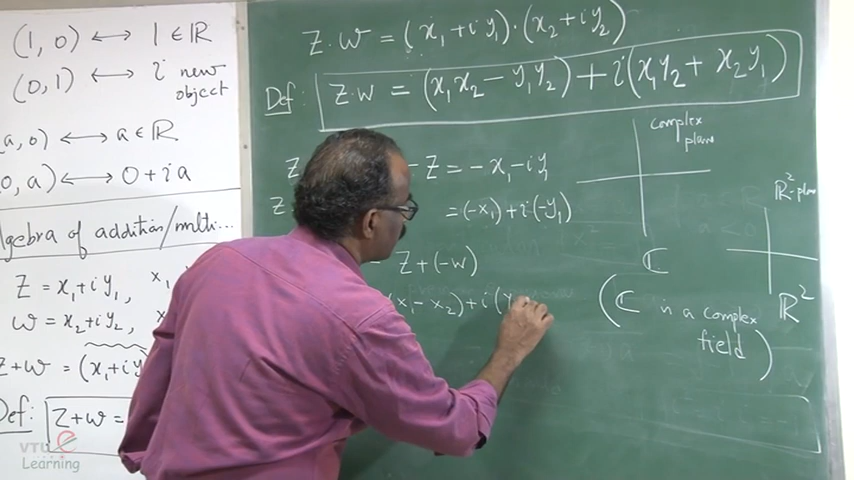 (1, 0) ⟷ 1 ∈ ℝ
(0, 1) ⟷ i new
object
(a, 0) ⟷ a ∈ ℝ
(0, a) ⟷ 0 + i a
Algebra of addition/multi...
Z = x₁ + i y₁, x₁
w = x₂ + i y₂, x
Z + w = (x₁ + i y
Def: Z + w =
Z · w = (x₁ + i y₁) · (x₂ + i y₂)
Def: Z · w = (x₁x₂ - y₁y₂) + i (x₁y₂ + x₂y₁)
Z - Z = -x₁ - i y₁
Z = (-x₁) + i (-y₁)
Z + (-w)
(x₁ - x₂) + i (y
complex
plane
ℂ
ℝ²-plane
ℝ²
(ℂ is a complex
field)
VTU e
Learning